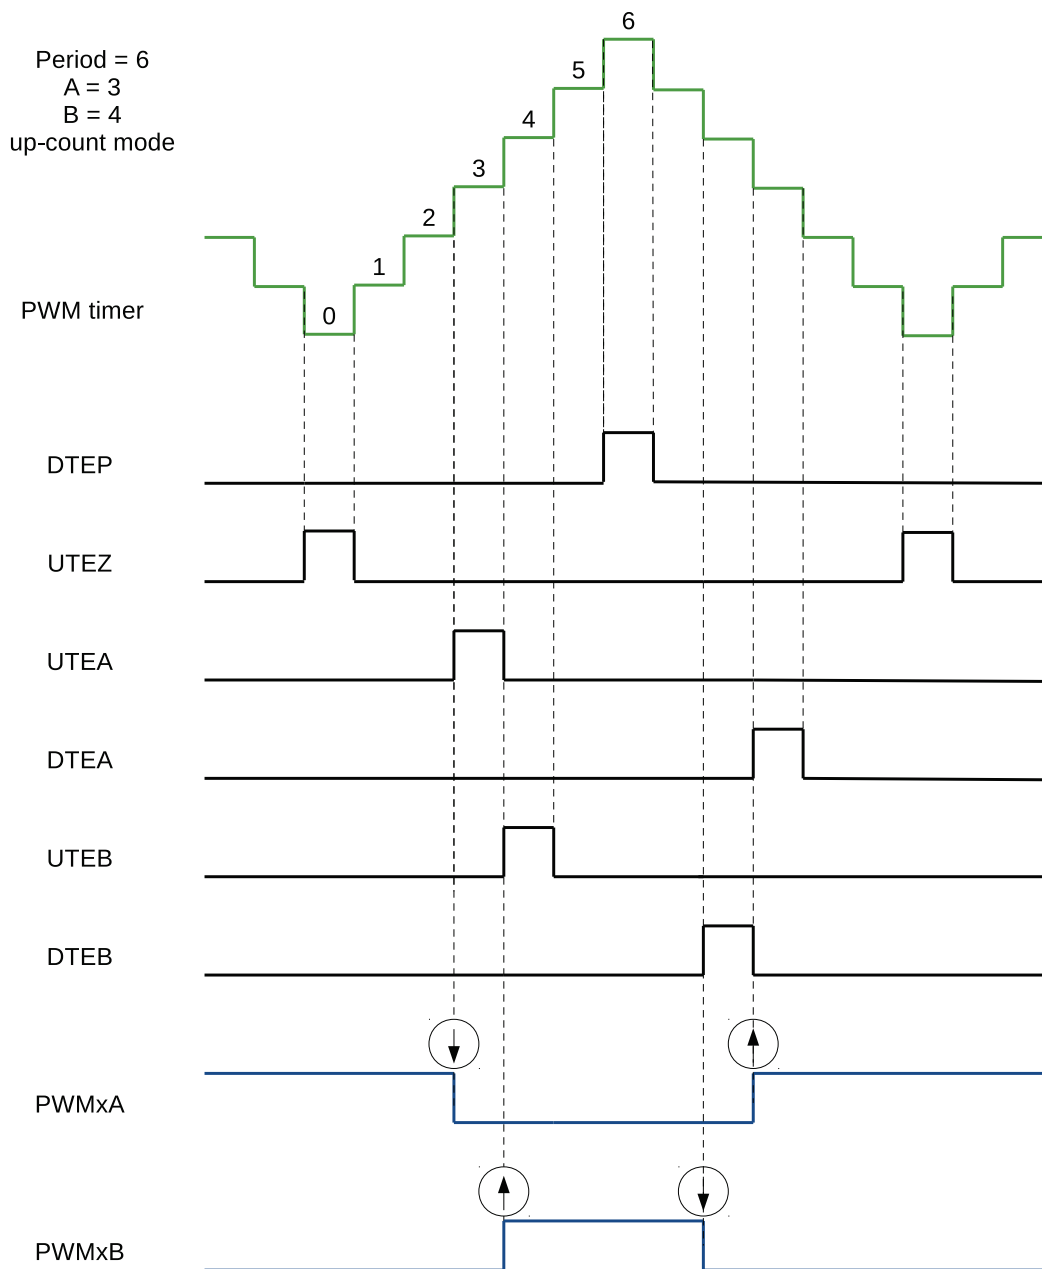 Period = 6
A = 3
B = 4
up-count mode
6
5
4
3
2
1
0
PWM timer
DTEP
UTEZ
UTEA
DTEA
UTEB
DTEB
PWMxA
PWMxB